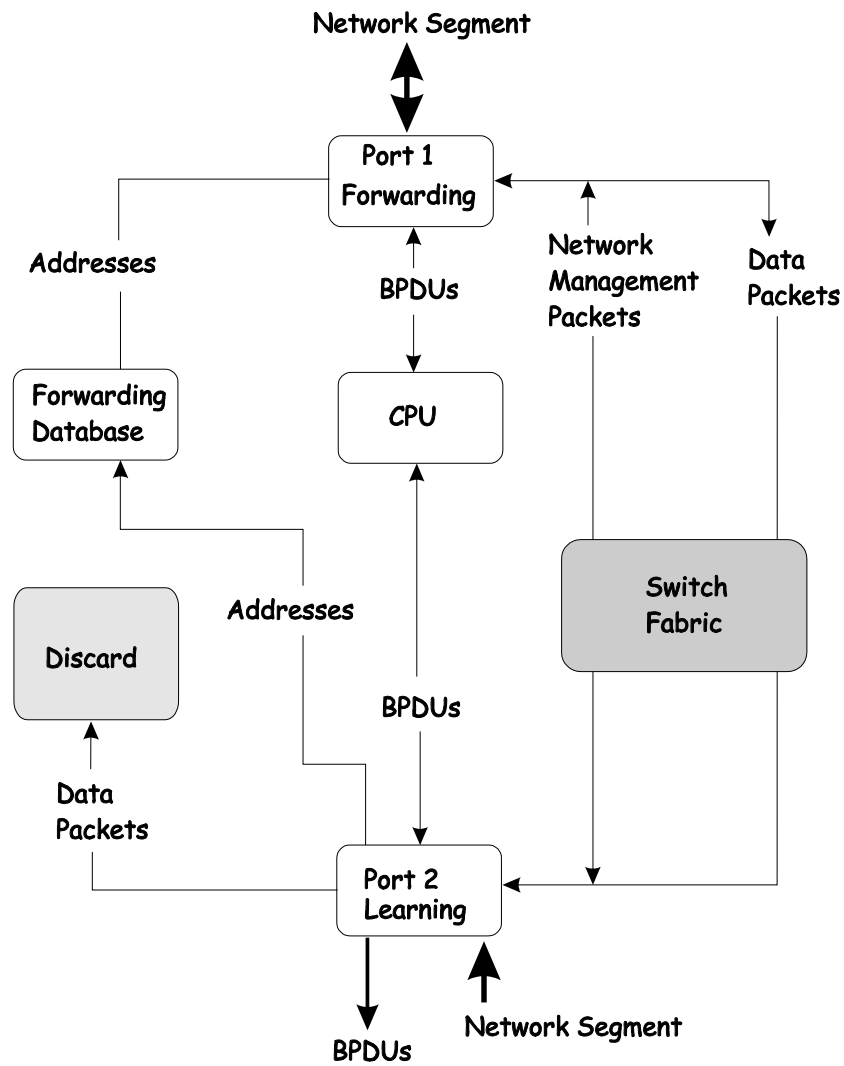 Network Segment
Port 1
Forwarding
Addresses
BPDUs
Network
Management
Packets
Data
Packets
Forwarding
Database
CPU
Switch
Fabric
Addresses
Discard
BPDUs
Data
Packets
Port 2
Learning
Network Segment
BPDUs